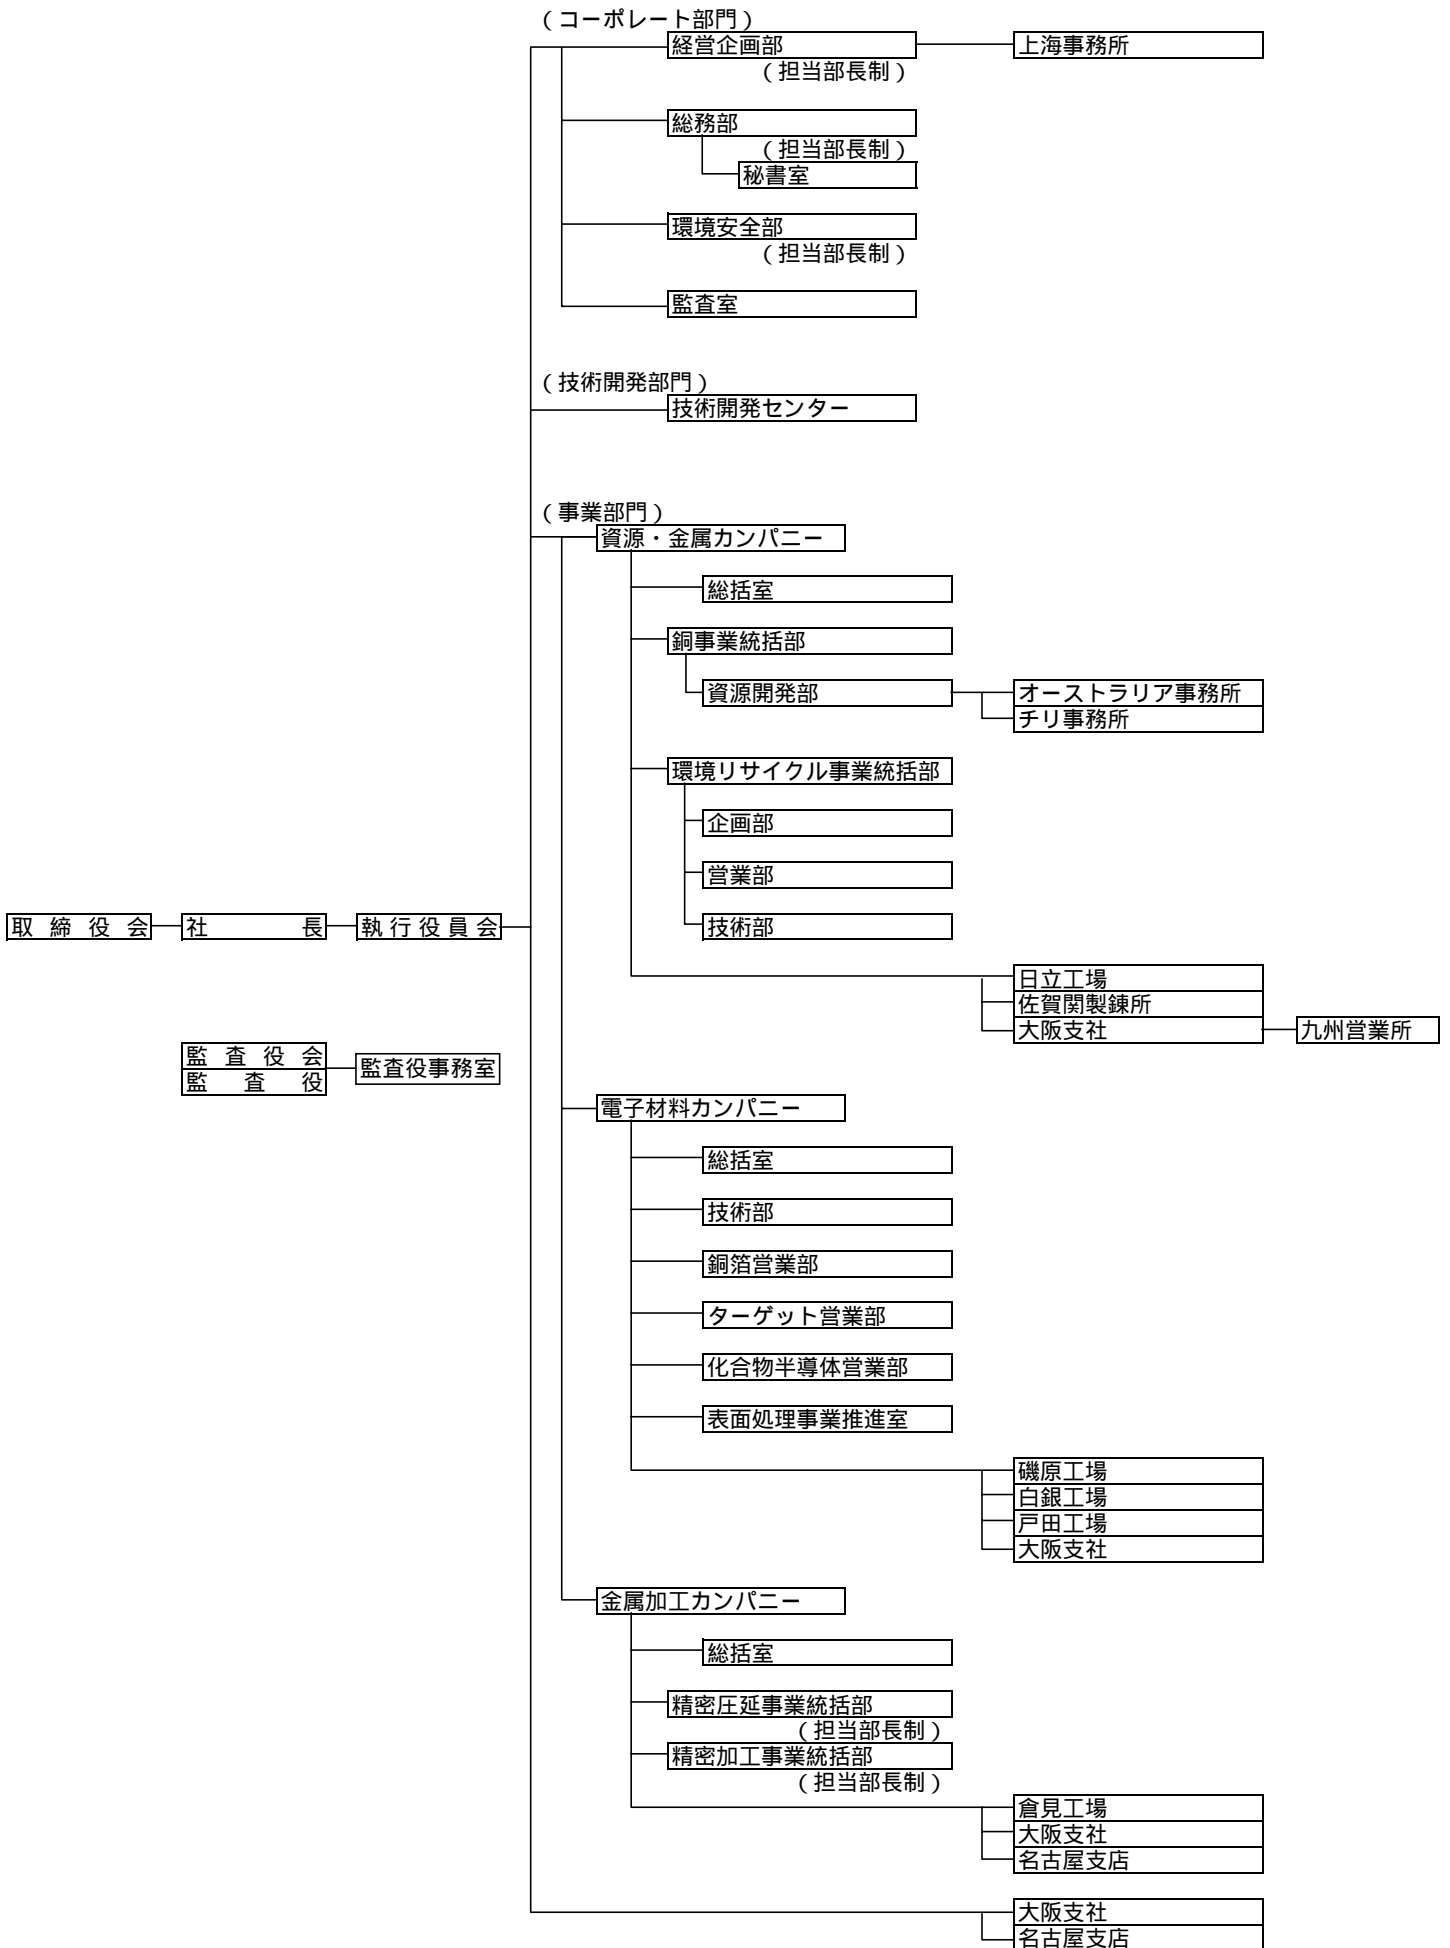 (コーポレート部門)
経営企画部
上海事務所
(担当部長制)
総務部
(担当部長制)
秘書室
環境安全部
(担当部長制)
監査室
(技術開発部門)
技術開発センター
(事業部門)
資源・金属カンパニー
総括室
銅事業統括部
資源開発部
オーストラリア事務所
チリ事務所
環境リサイクル事業統括部
企画部
営業部
取締役会
社長
執行役員会
技術部
日立工場
佐賀関製錬所
大阪支社
九州営業所
監査役会
監査役
監査役事務室
電子材料カンパニー
総括室
技術部
銅箔営業部
ターゲット営業部
化合物半導体営業部
表面処理事業推進室
磯原工場
白銀工場
戸田工場
大阪支社
金属加工カンパニー
総括室
精密圧延事業統括部
(担当部長制)
精密加工事業統括部
(担当部長制)
倉見工場
大阪支社
名古屋支店
大阪支社
名古屋支店